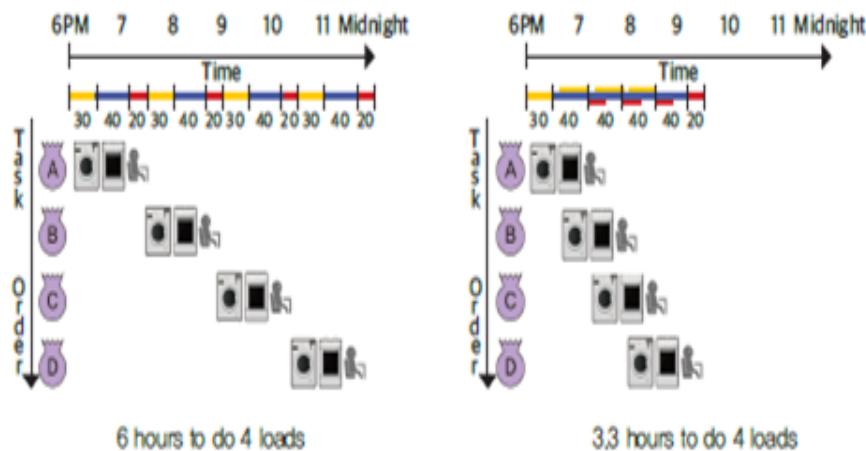 6PM 7 8 9 10 11 Midnight
Time
30 40 20 30 40 20 30 40 20 30 40 20
Task Order
A
B
C
D
6 hours to do 4 loads
6PM 7 8 9 10 11 Midnight
Time
30 40 40 40 40 20
Task Order
A
B
C
D
3.3 hours to do 4 loads